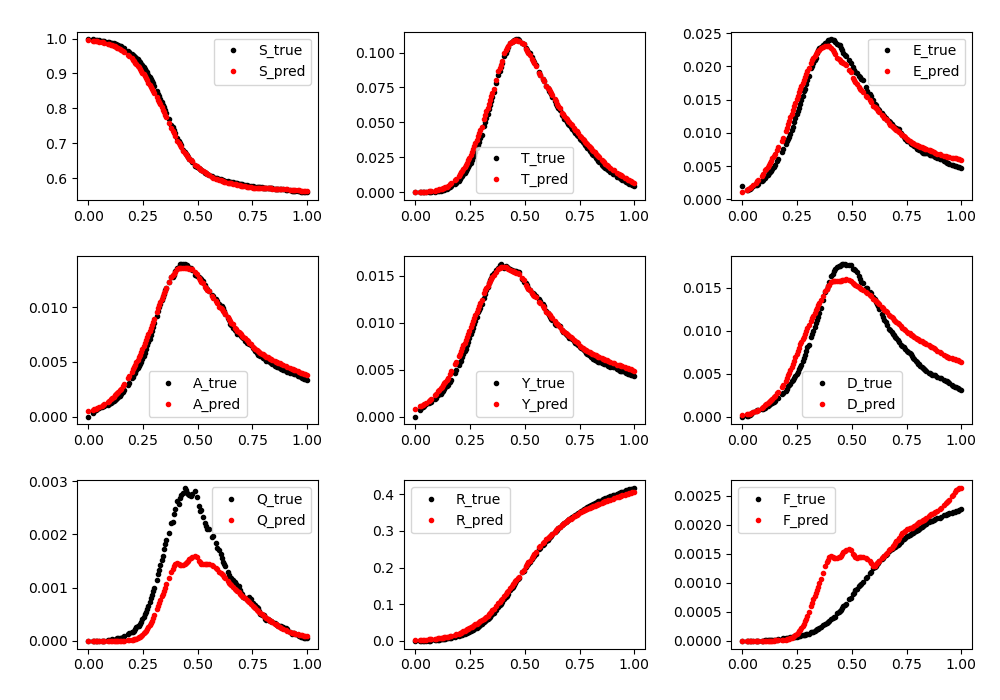 1.0
0.9
0.8
0.7
0.6
0.00 0.25 0.50 0.75 1.00
S_true
S_pred
0.100
0.075
0.050
0.025
0.000
0.00 0.25 0.50 0.75 1.00
T_true
T_pred
0.025
0.020
0.015
0.010
0.005
0.000
0.00 0.25 0.50 0.75 1.00
E_true
E_pred
0.010
0.005
0.000
0.00 0.25 0.50 0.75 1.00
A_true
A_pred
0.015
0.010
0.005
0.000
0.00 0.25 0.50 0.75 1.00
Y_true
Y_pred
0.015
0.010
0.005
0.000
0.00 0.25 0.50 0.75 1.00
D_true
D_pred
0.003
0.002
0.001
0.000
0.00 0.25 0.50 0.75 1.00
Q_true
Q_pred
0.4
0.3
0.2
0.1
0.0
0.00 0.25 0.50 0.75 1.00
R_true
R_pred
0.0025
0.0020
0.0015
0.0010
0.0005
0.0000
0.00 0.25 0.50 0.75 1.00
F_true
F_pred